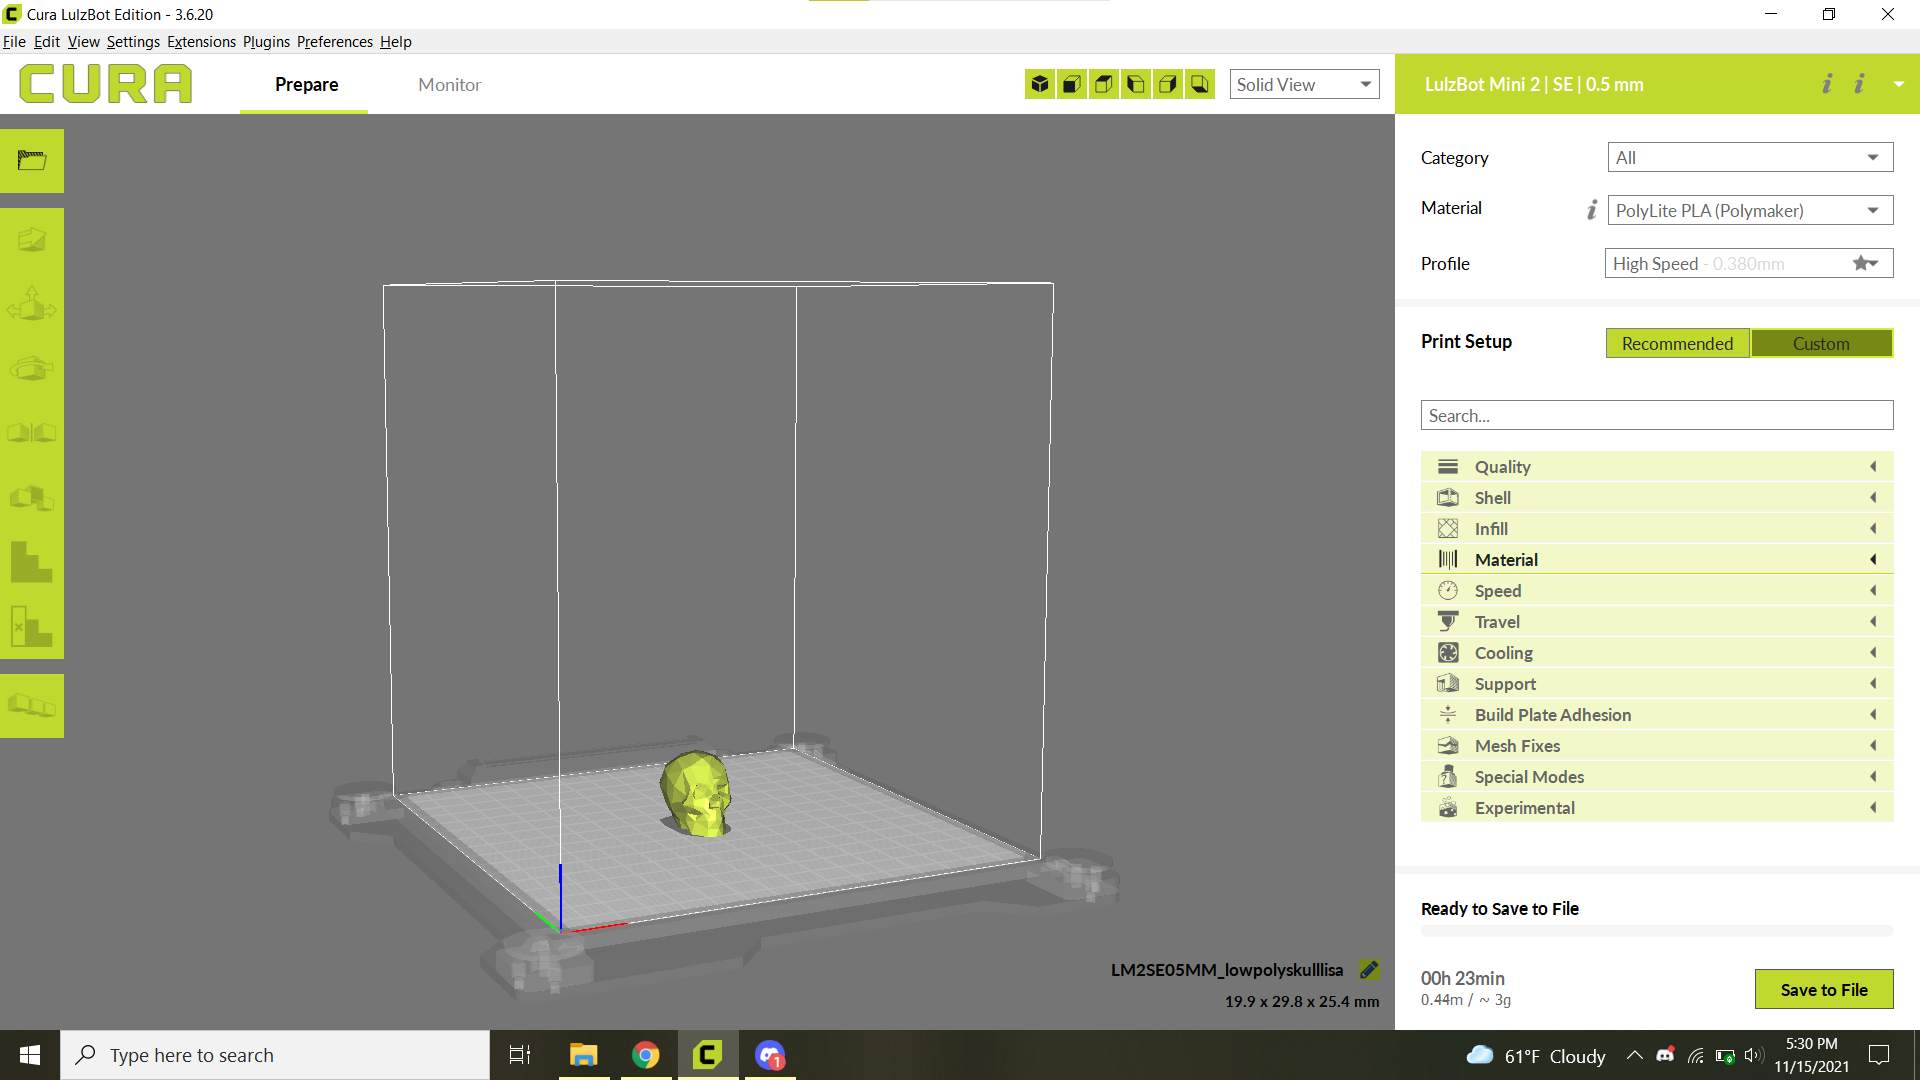 Cura LulzBot Edition - 3.6.20
File Edit View Settings Extensions Plugins Preferences Help
CURA
Prepare
Monitor
Solid View
LulzBot Mini 2 | SE | 0.5 mm
Category
All
Material
PolyLite PLA (Polymaker)
Profile
High Speed - 0.380mm
Print Setup
Recommended
Custom
Search...
Quality
Shell
Infill
Material
Speed
Travel
Cooling
Support
Build Plate Adhesion
Mesh Fixes
Special Modes
Experimental
Ready to Save to File
LM2SE05MM_lowpolyskulllisa
19.9 x 29.8 x 25.4 mm
00h 23min
0.44m / ~ 3g
Save to File
Type here to search
1
61°F Cloudy
5:30 PM
11/15/2021